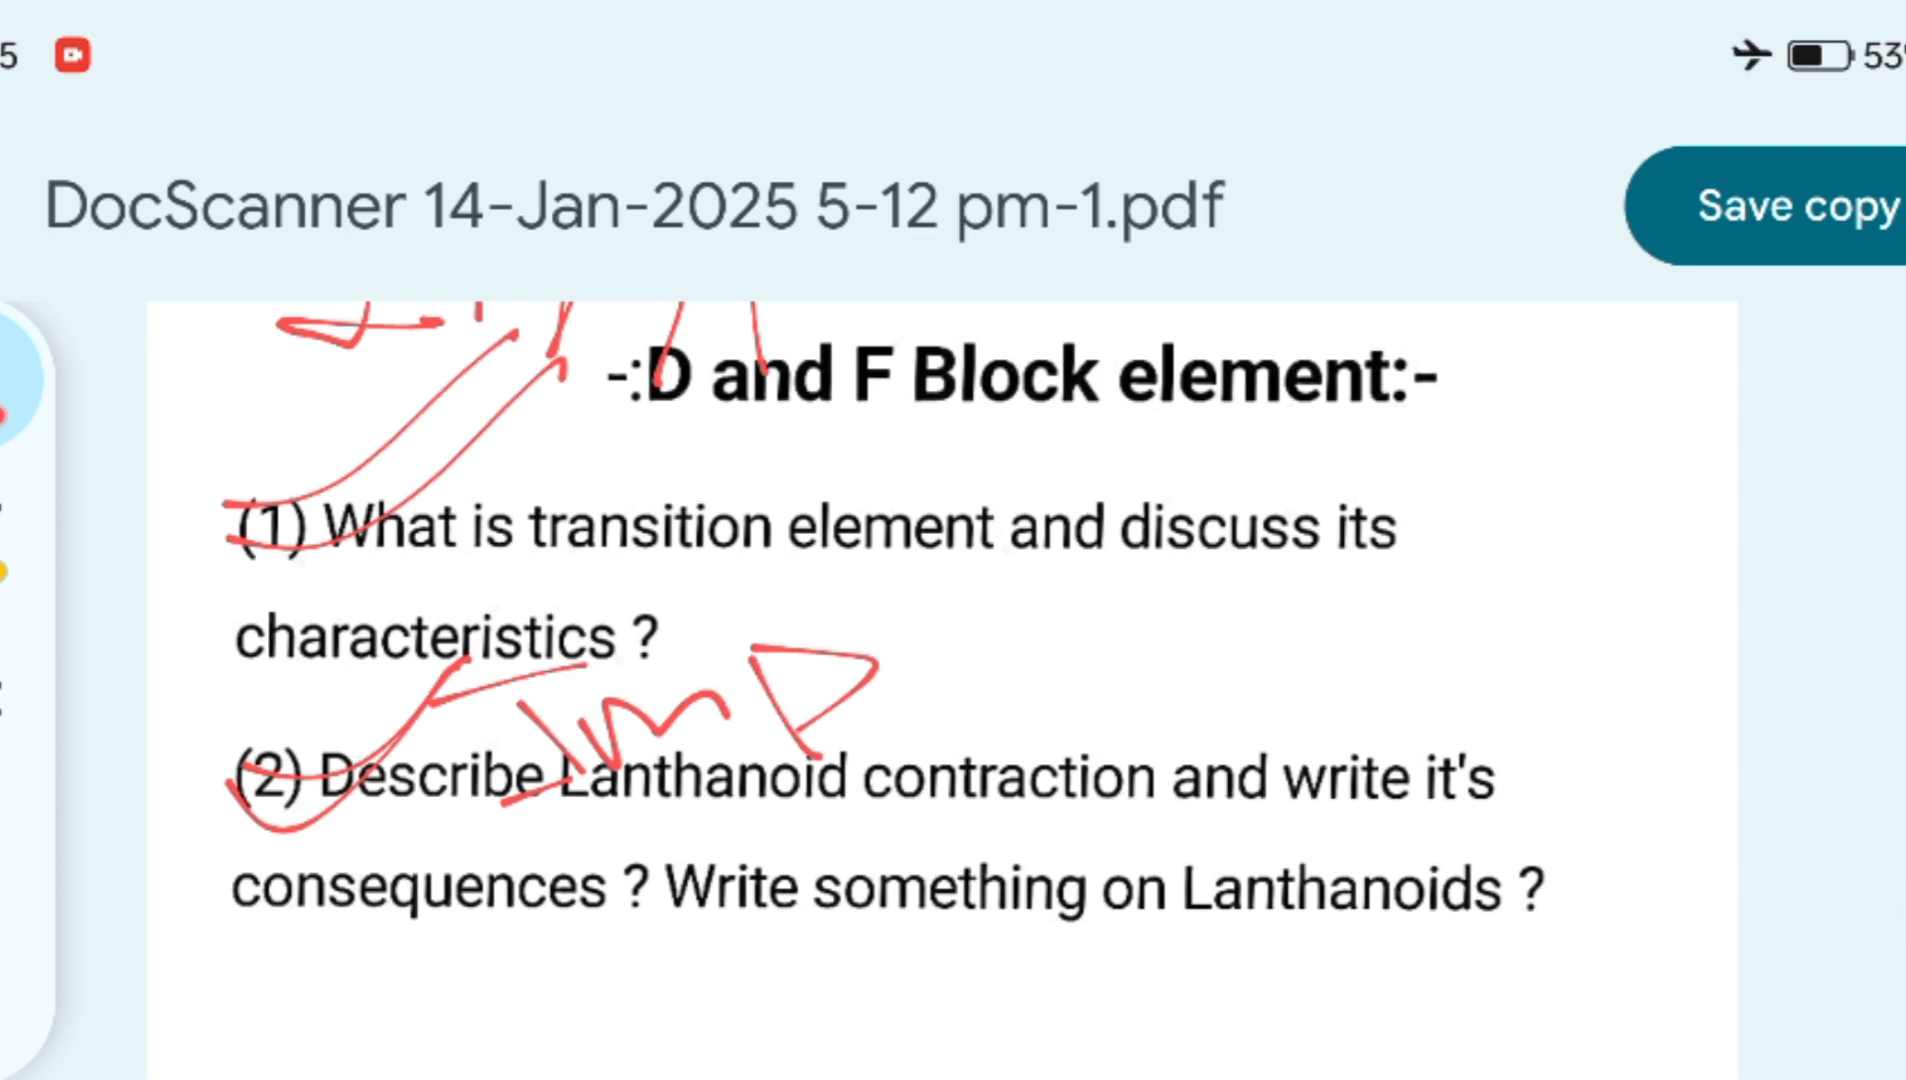 5
53
DocScanner 14-Jan-2025 5-12 pm-1.pdf
Save copy
-:D and F Block element:-
(1) What is transition element and discuss its
characteristics ?
Imp
(2) Describe Lanthanoid contraction and write it's
consequences ? Write something on Lanthanoids ?